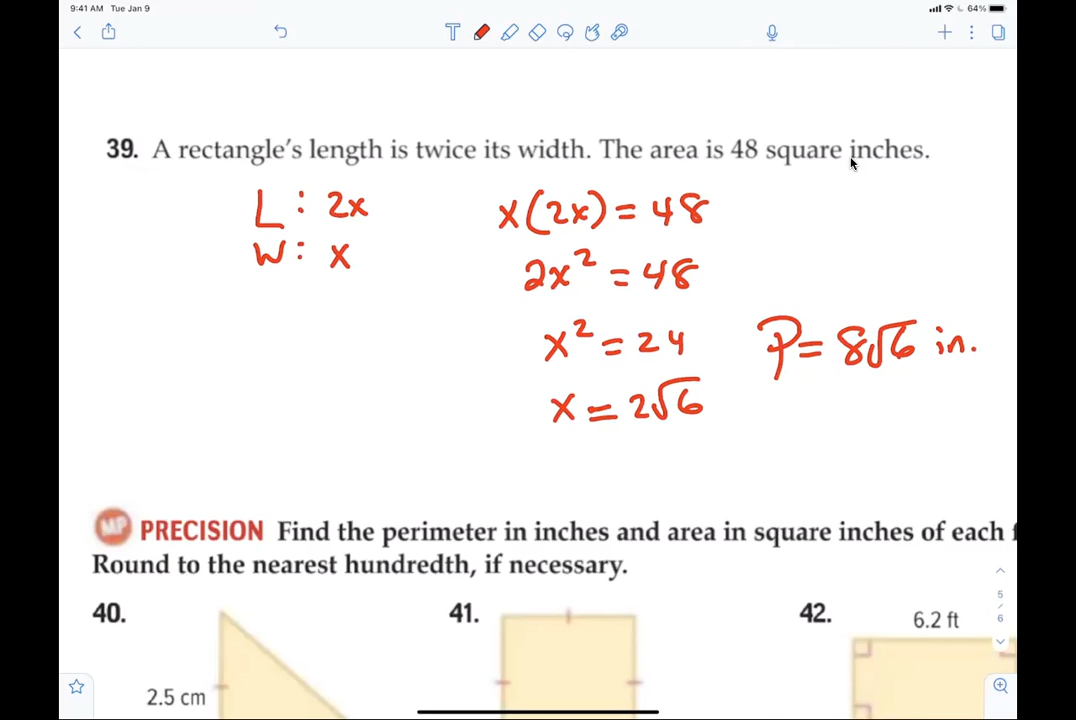 9:41 AM Tue Jan 9
64%
T
39. A rectangle's length is twice its width. The area is 48 square inches.
L : 2x
W : x
x(2x) = 48
2x² = 48
x² = 24
x = 2√6
P = 8√6 in.
MP PRECISION Find the perimeter in inches and area in square inches of each
Round to the nearest hundredth, if necessary.
40.
41.
42.
6.2 ft
2.5 cm
5
/
6